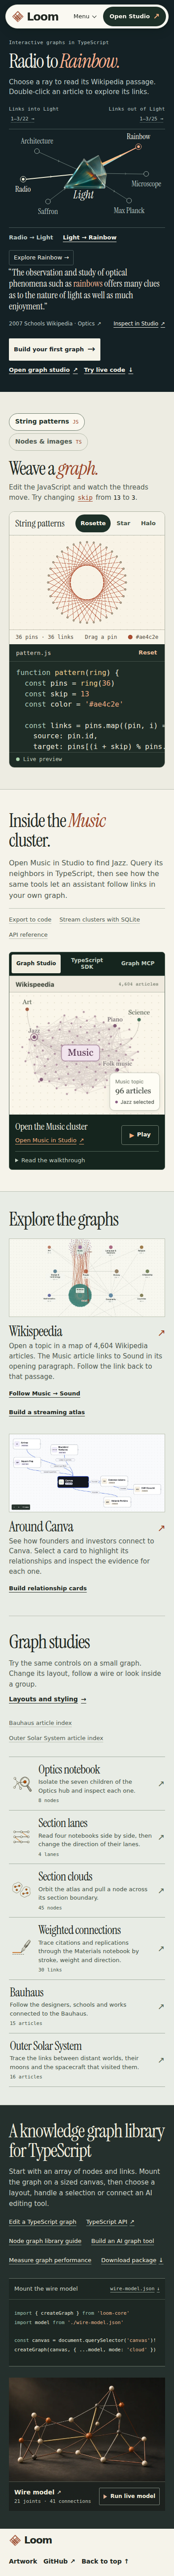 Loom
Menu
Open Studio ↗
Interactive graphs in TypeScript
Radio to Rainbow.
Choose a ray to read its Wikipedia passage.
Double-click an article to explore its links.
Links into Light
Links out of Light
1–3/22 →
1–3/25 →
Architecture
Rainbow
Radio
Light
Microscope
Saffron
Max Planck
Radio → Light
Light → Rainbow
Explore Rainbow →
“The observation and study of optical
phenomena such as rainbows offers many clues
as to the nature of light as well as much
enjoyment.”
2007 Schools Wikipedia · Optics ↗
Inspect in Studio ↗
Build your first graph →
Open graph studio ↗
Try live code ↓
String patterns JS
Nodes & images TS
Weave a graph.
Edit the JavaScript and watch the threads
move. Try changing skip from 13 to 3.
String patterns
Rosette
Star
Halo
36 pins · 36 links
Drag a pin
#ae4c2e
pattern.js
Reset
function pattern(ring) {
const pins = ring(36)
const skip = 13
const color = '#ae4c2e'
const links = pins.map((pin, i) =
source: pin.id,
target: pins[(i + skip) % pins.
Live preview
Inside the Music
cluster.
Open Music in Studio to find Jazz. Query its
neighbors in TypeScript, then see how the
same tools let an assistant follow links in
your own graph.
Export to code
Stream clusters with SQLite
API reference
Graph Studio
TypeScript
SDK
Graph MCP
Wikispeedia
4,604 articles
Art
Science
Piano
Jazz
Music
Folk music
Music topic
96 articles
Jazz selected
Open the Music cluster
Open Music in Studio ↗
Play
Read the walkthrough
Explore the graphs
Wikispeedia
Open a topic in a map of 4,604 Wikipedia
articles. The Music article links to Sound in its
opening paragraph. Follow the link back to
that passage.
Follow Music → Sound
Build a streaming atlas
Around Canva
See how founders and investors connect to
Canva. Select a card to highlight its
relationships and inspect the evidence for
each one.
Build relationship cards
Graph studies
Try the same controls on a small graph.
Change its layout, follow a wire or look inside
a group.
Layouts and styling →
Bauhaus article index
Outer Solar System article index
Optics notebook
Isolate the seven children of the
Optics hub and inspect each one.
8 nodes
Section lanes
Read four notebooks side by side, then
change the direction of their lanes.
4 lanes
Section clouds
Orbit the atlas and pull a node across
its section boundary.
45 nodes
Weighted connections
Trace citations and replications
through the Materials notebook by
stroke, weight and direction.
30 links
Bauhaus
Follow the designers, schools and works
connected to the Bauhaus.
15 articles
Outer Solar System
Trace the links between distant worlds, their
moons and the spacecraft that visited them.
16 articles
A knowledge graph library
for TypeScript
Start with an array of nodes and links. Mount
the graph on a sized canvas, then choose a
layout, handle a selection or connect an AI
editing tool.
Edit a TypeScript graph
TypeScript API ↗
Node graph library guide
Build an AI graph tool
Measure graph performance
Download package ↓
Mount the wire model
wire-model.json ↓
import { createGraph } from 'loom-core'
import model from './wire-model.json'
const canvas = document.querySelector('canvas')!
createGraph(canvas, { ...model, mode: 'cloud' })
Wire model ↗
21 joints · 41 connections
Run live model
Loom
Artwork
GitHub ↗
Back to top ↑